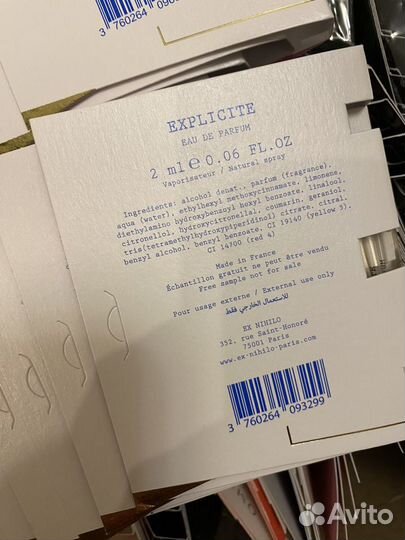 3 760264 093
EXPLICITE
EAU DE PARFUM
2 ml ℮ 0.06 FL.OZ
Vaporisateur / Natural spray
Ingredients: alcohol denat., parfum (fragrance),
aqua (water), ethylhexyl methoxycinnamate, limonene,
diethylamino hydroxybenzoyl hexyl benzoate, linalool,
citronellol, hydroxycitronellal, coumarin, geraniol,
tris(tetramethylhydroxypiperidinol) citrate, citral,
benzyl alcohol, benzyl benzoate, CI 19140 (yellow 5),
CI 14700 (red 4)
Made in France
Échantillon gratuit ne peut être vendu
Free sample not for sale
Pour usage externe / External use only
للاستعمال الخارجي فقط
EX NIHILO
352, rue Saint-Honoré
75001 Paris
www.ex-nihilo-paris.com
3 760264 093299
Avito